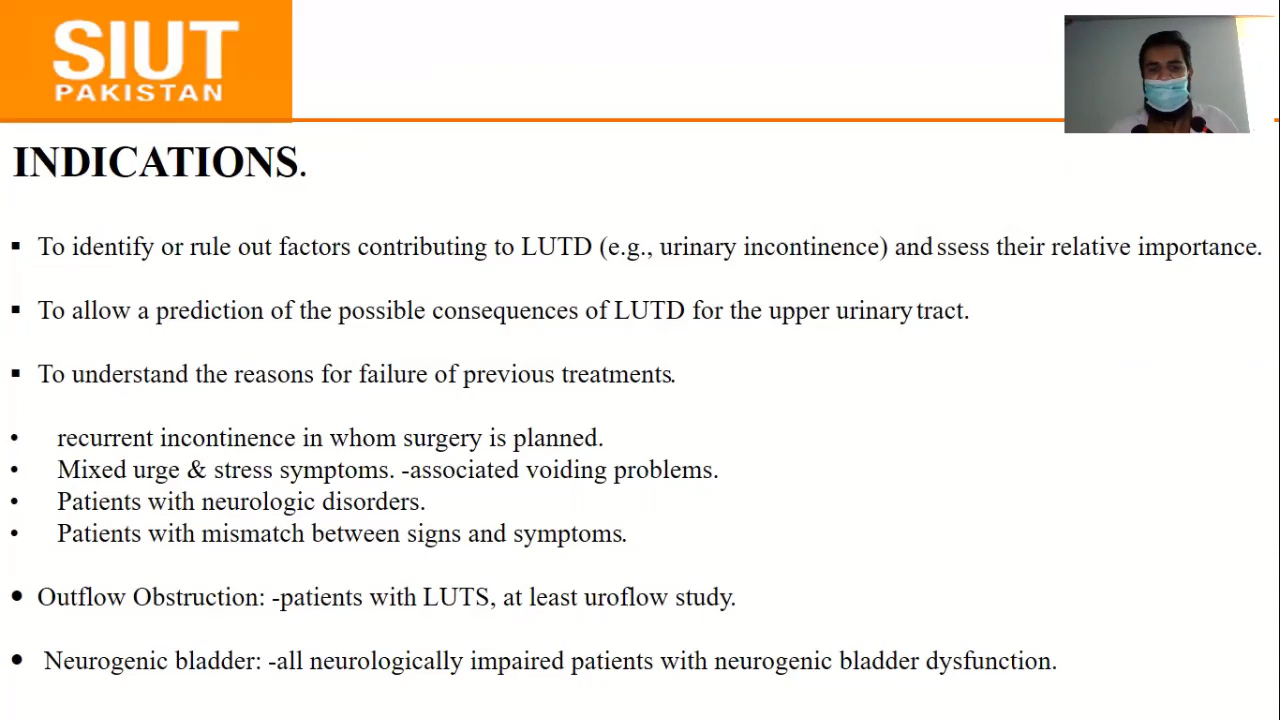 SIUT
PAKISTAN
INDICATIONS.
▪ To identify or rule out factors contributing to LUTD (e.g., urinary incontinence) and ssess their relative importance.
▪ To allow a prediction of the possible consequences of LUTD for the upper urinary tract.
▪ To understand the reasons for failure of previous treatments.
• recurrent incontinence in whom surgery is planned.
• Mixed urge & stress symptoms. -associated voiding problems.
• Patients with neurologic disorders.
• Patients with mismatch between signs and symptoms.
• Outflow Obstruction: -patients with LUTS, at least uroflow study.
• Neurogenic bladder: -all neurologically impaired patients with neurogenic bladder dysfunction.